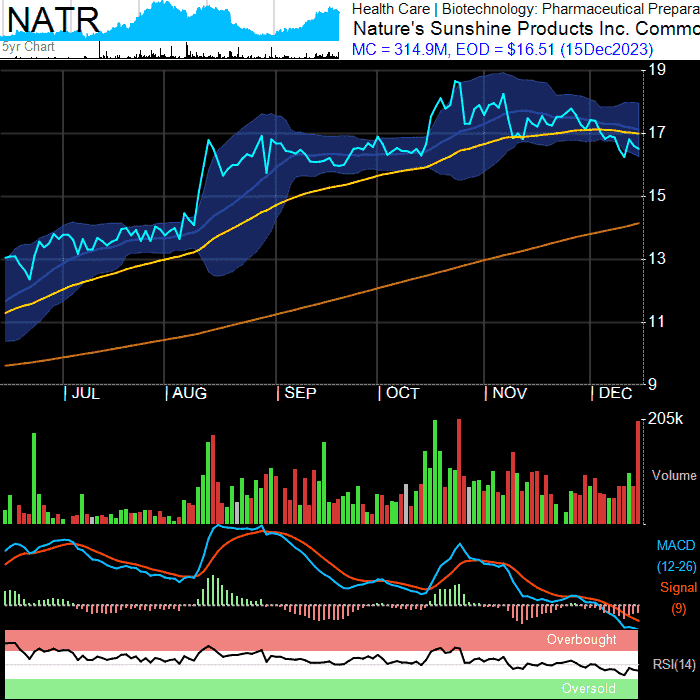 NATR
5yr Chart
Health Care | Biotechnology: Pharmaceutical Prepara
Nature's Sunshine Products Inc. Commo
MC = 314.9M, EOD = $16.51 (15Dec2023)
19
17
15
13
11
9
| JUL | AUG | SEP | OCT | NOV | DEC
205k
Volume
MACD
(12-26)
Signal
(9)
Overbought
RSI(14)
Oversold